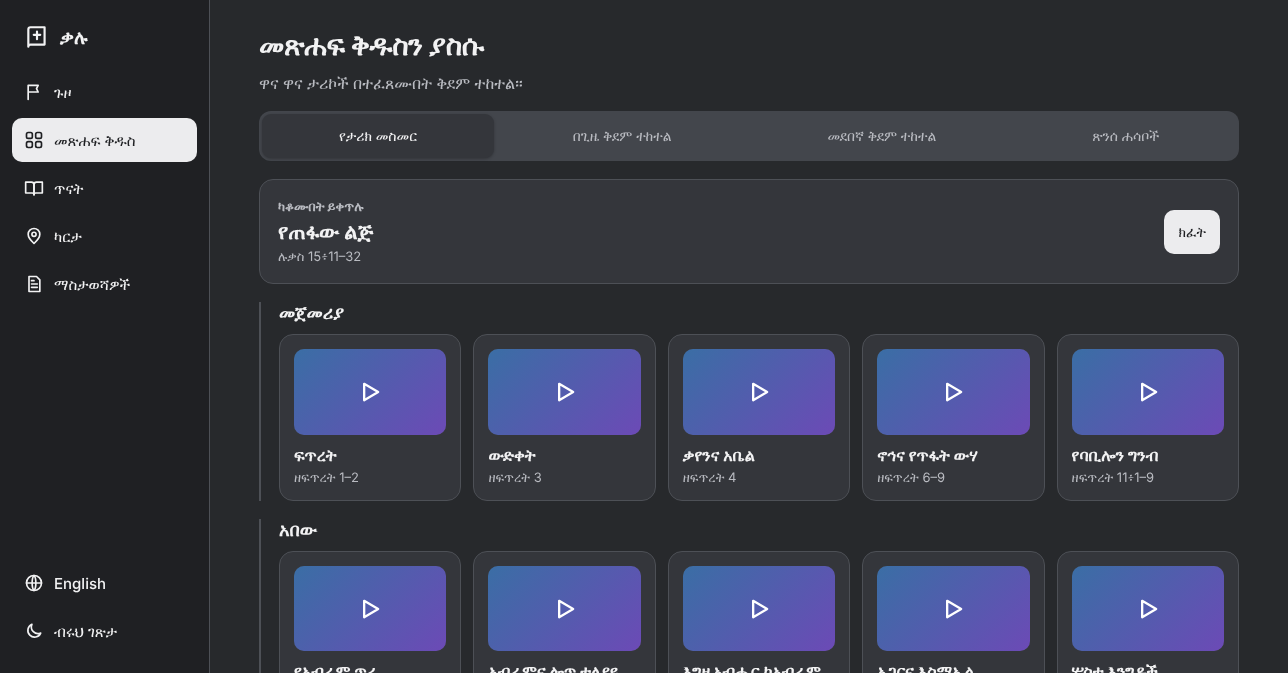 ቃሉ
ጉዞ
መጽሐፍ ቅዱስ
ጥናት
ካርታ
ማስታወሻዎች
English
ብሩህ ገጽታ
መጽሐፍ ቅዱስን ያስሱ
ዋና ዋና ታሪኮች በተፈጸሙበት ቅደም ተከተል።
የታሪክ መስመር
በጊዜ ቅደም ተከተል
መደበኛ ቅደም ተከተል
ጽንሰ ሐሳቦች
ካቆሙበት ይቀጥሉ
የጠፋው ልጅ
ሉቃስ 15፥11–32
ክፈት
መጀመሪያ
ፍጥረት
ዘፍጥረት 1–2
ውድቀት
ዘፍጥረት 3
ቃየንና አቤል
ዘፍጥረት 4
ኖኅና የጥፋት ውሃ
ዘፍጥረት 6–9
የባቢሎን ግንብ
ዘፍጥረት 11፥1–9
አበው
የአብራም ጥሪ